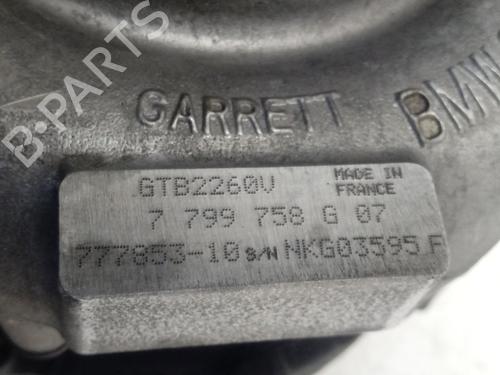 B-PARTS
GARRETT BMW
GTB2260V MADE IN
FRANCE
7 799 758 G 07
777853-10 S/N NKG03595 F